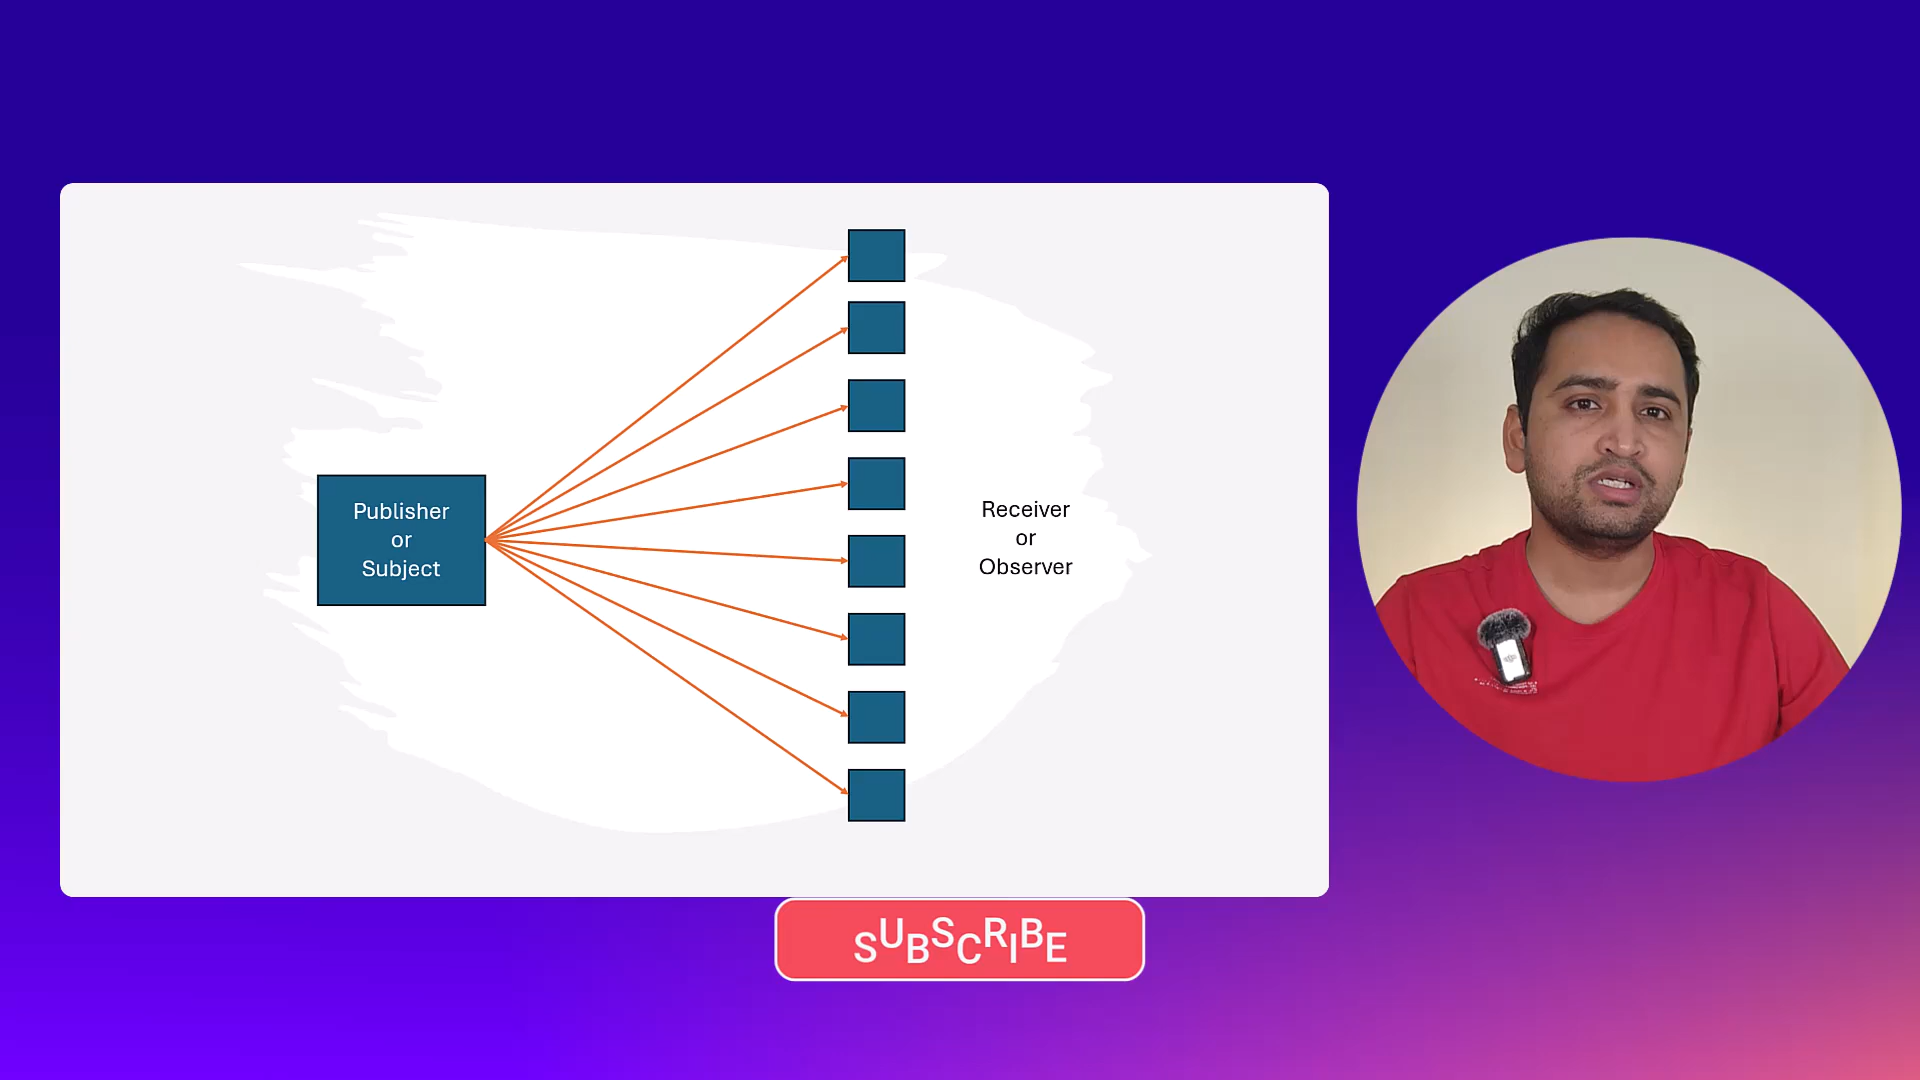 Publisher
or
Subject
Receiver
or
Observer
SUBSCRIBE